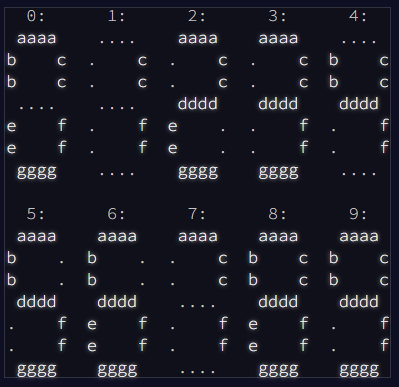 0:      1:      2:      3:      4:
 aaaa    ....    aaaa    aaaa    ....
b    c  .    c  .    c  .    c  b    c
b    c  .    c  .    c  .    c  b    c
 ....    ....    dddd    dddd    dddd
e    f  .    f  e    .  .    f  .    f
e    f  .    f  e    .  .    f  .    f
 gggg    ....    gggg    gggg    ....
  5:      6:      7:      8:      9:
 aaaa    aaaa    aaaa    aaaa    aaaa
b    .  b    .  .    c  b    c  b    c
b    .  b    .  .    c  b    c  b    c
 dddd    dddd    ....    dddd    dddd
.    f  e    f  .    f  e    f  .    f
.    f  e    f  .    f  e    f  .    f
 gggg    gggg    ....    gggg    gggg